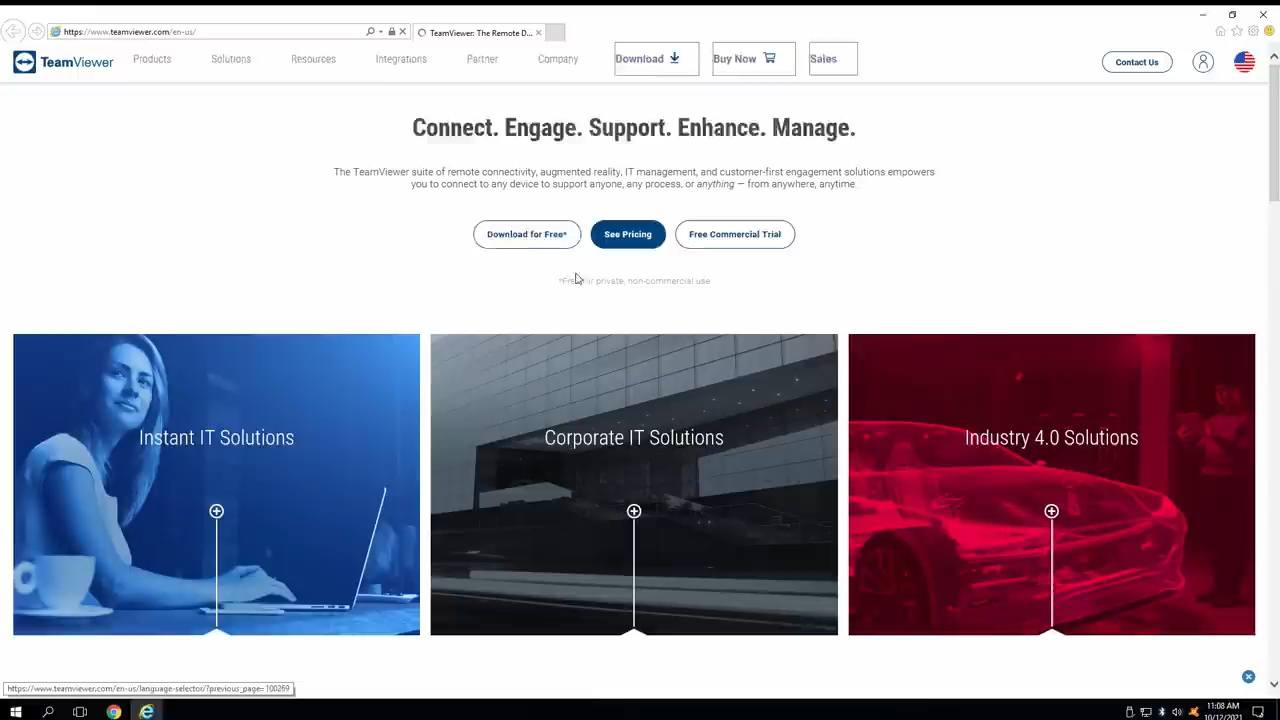 https://www.teamviewer.com/en-us/
TeamViewer: The Remote D...
TeamViewer
Products
Solutions
Resources
Integrations
Partner
Company
Download
Buy Now
Sales
Contact Us
Connect. Engage. Support. Enhance. Manage.
The TeamViewer suite of remote connectivity, augmented reality, IT management, and customer-first engagement solutions empowers
you to connect to any device to support anyone, any process, or anything — from anywhere, anytime.
Download for Free*
See Pricing
Free Commercial Trial
private, non-commercial use
Instant IT Solutions
Corporate IT Solutions
Industry 4.0 Solutions
https://www.teamviewer.com/en-us/language-selector/?previous_page=100269
11:08 AM
10/12/2021